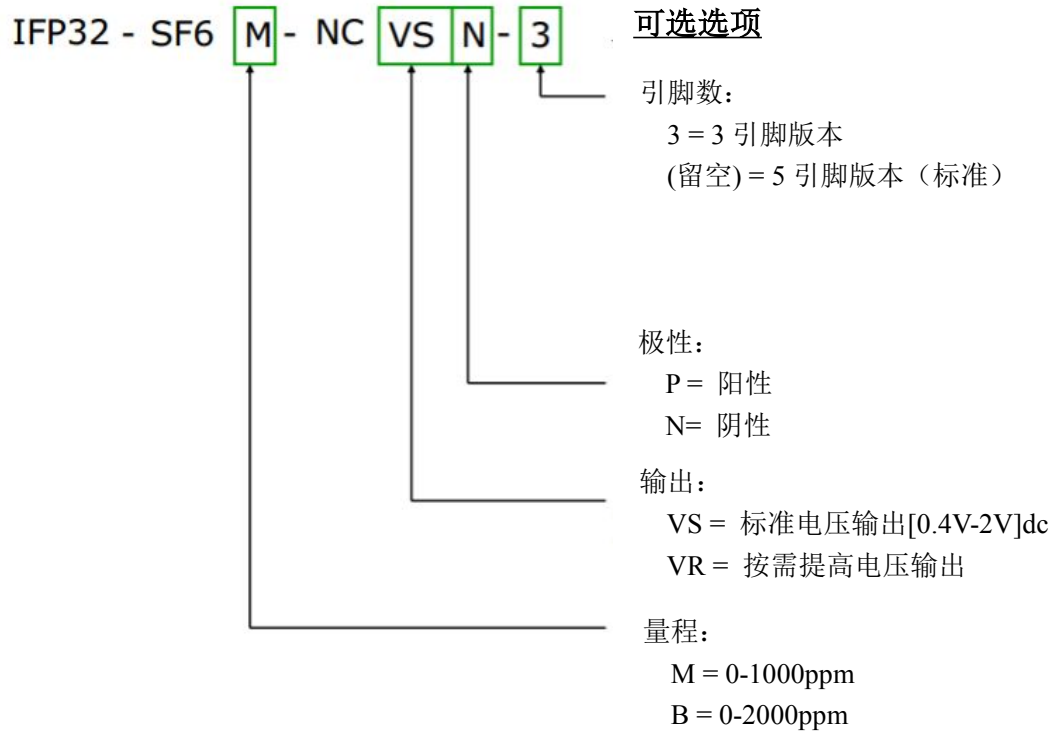 IFP32 - SF6 M - NC VS N - 3
可选选项
引脚数：
3 = 3 引脚版本
(留空) = 5 引脚版本（标准）
极性：
P = 阳性
N= 阴性
输出：
VS = 标准电压输出[0.4V-2V]dc
VR = 按需提高电压输出
量程：
M = 0-1000ppm
B = 0-2000ppm